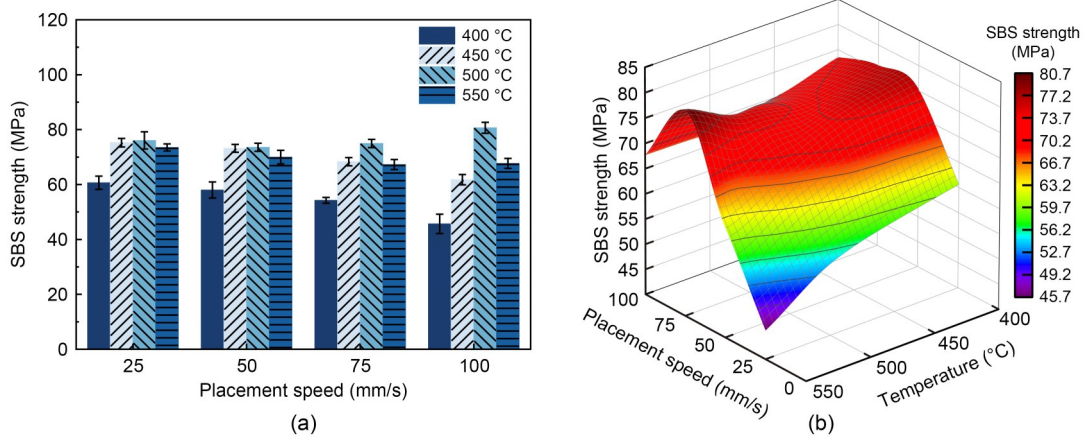 120
100
80
60
40
20
0
SBS strength (MPa)
400 °C
450 °C
500 °C
550 °C
25 50 75 100
Placement speed (mm/s)
(a)
85
80
75
70
65
60
55
50
45
SBS strength (MPa)
100
75
50
25
0
Placement speed (mm/s)
550
500
450
400
Temperature (°C)
SBS strength
(MPa)
80.7
77.2
73.7
70.2
66.7
63.2
59.7
56.2
52.7
49.2
45.7
(b)